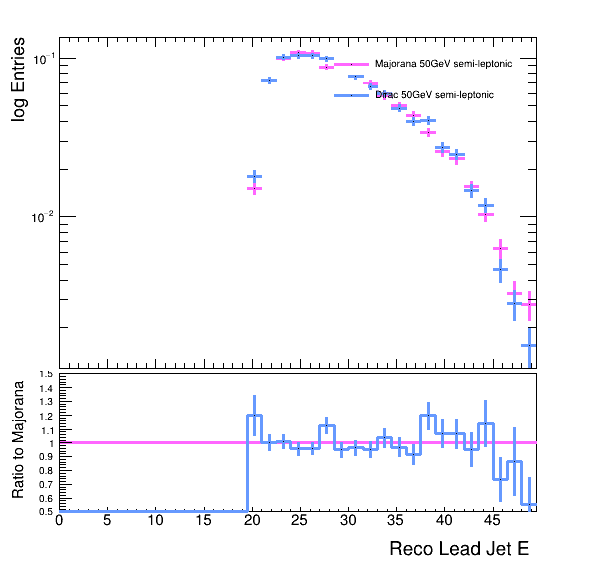 log Entries
10⁻¹
Majorana 50GeV semi-leptonic
Dirac 50GeV semi-leptonic
10⁻²
Ratio to Majorana
1.5
1.4
1.3
1.2
1.1
1
0.9
0.8
0.7
0.6
0.5
0 5 10 15 20 25 30 35 40 45
Reco Lead Jet E